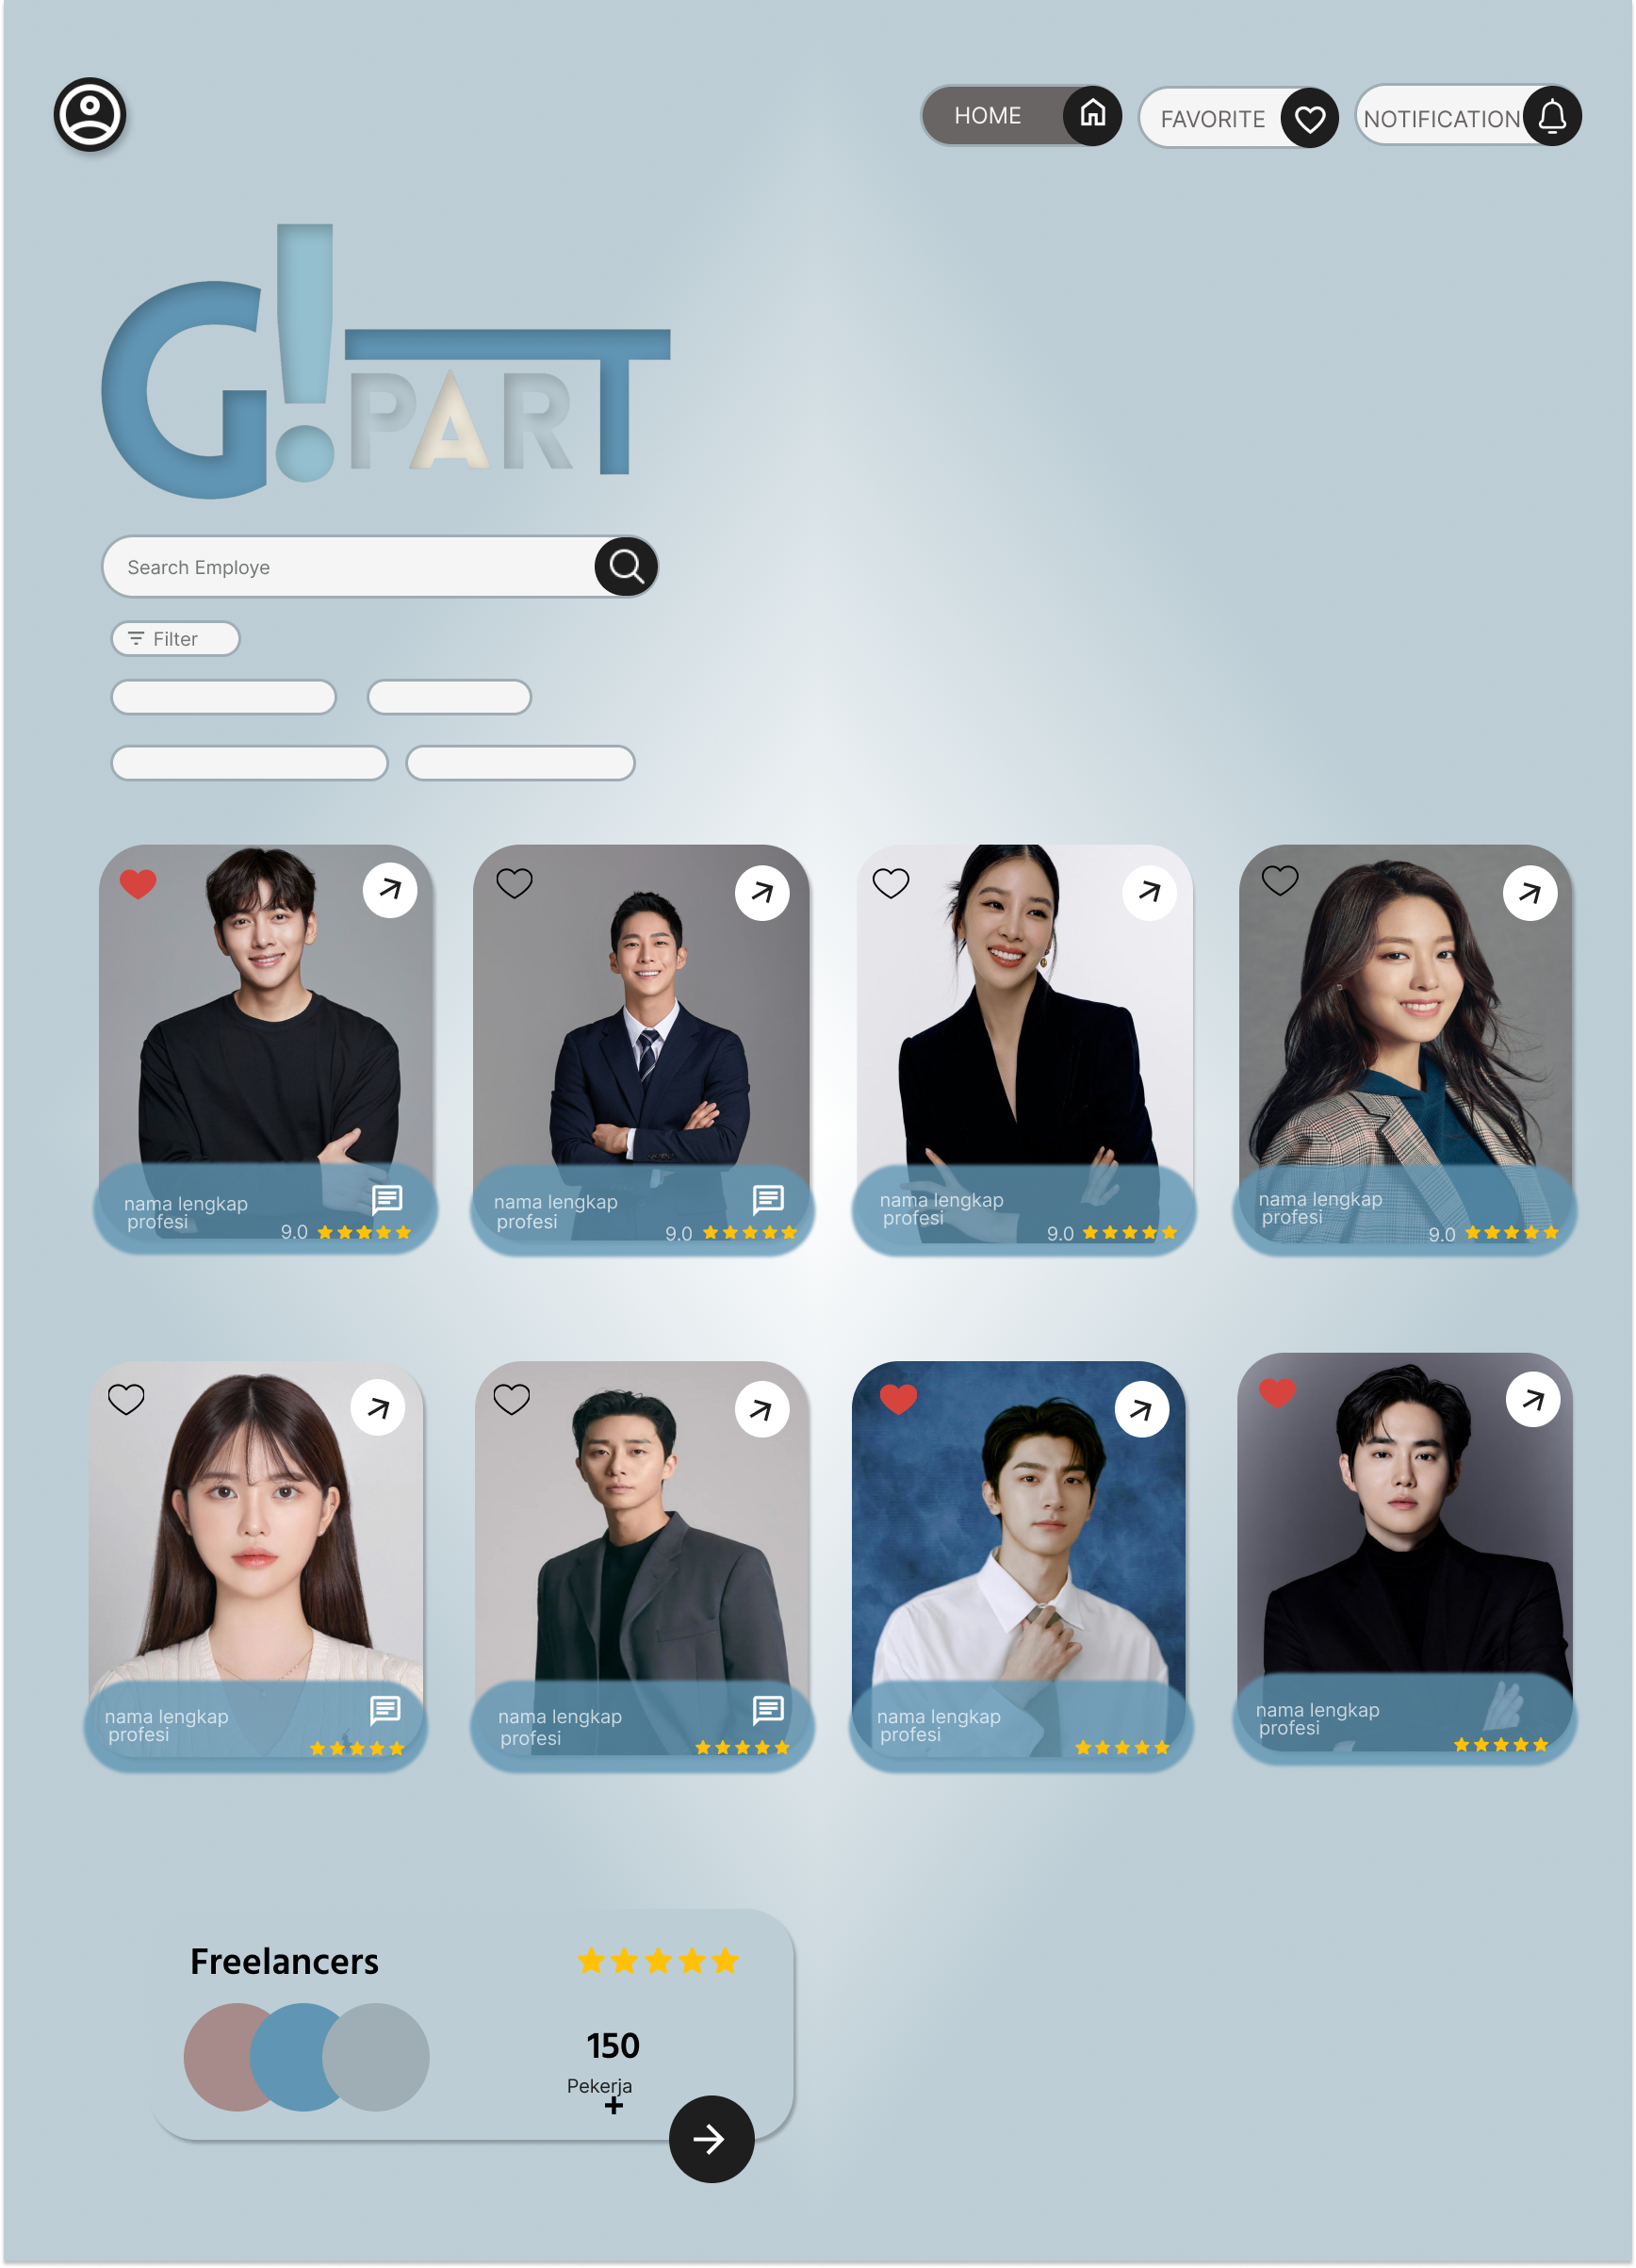 HOME
FAVORITE
NOTIFICATION
G!PART
Search Employe
Filter
nama lengkap
profesi
9.0
nama lengkap
profesi
9.0
nama lengkap
profesi
9.0
nama lengkap
profesi
9.0
nama lengkap
profesi
nama lengkap
profesi
nama lengkap
profesi
nama lengkap
profesi
Freelancers
150
Pekerja
+